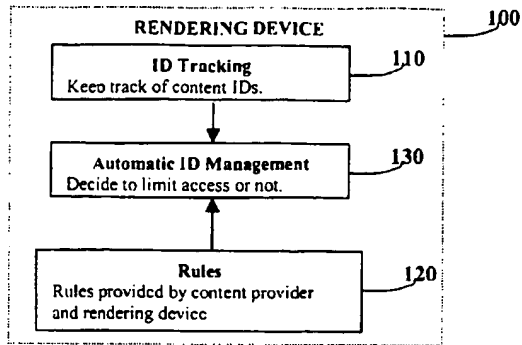 RENDERING DEVICE
100
ID Tracking
Keep track of content IDs.
110
Automatic ID Management
Decide to limit access or not.
130
Rules
Rules provided by content provider
and rendering device
120